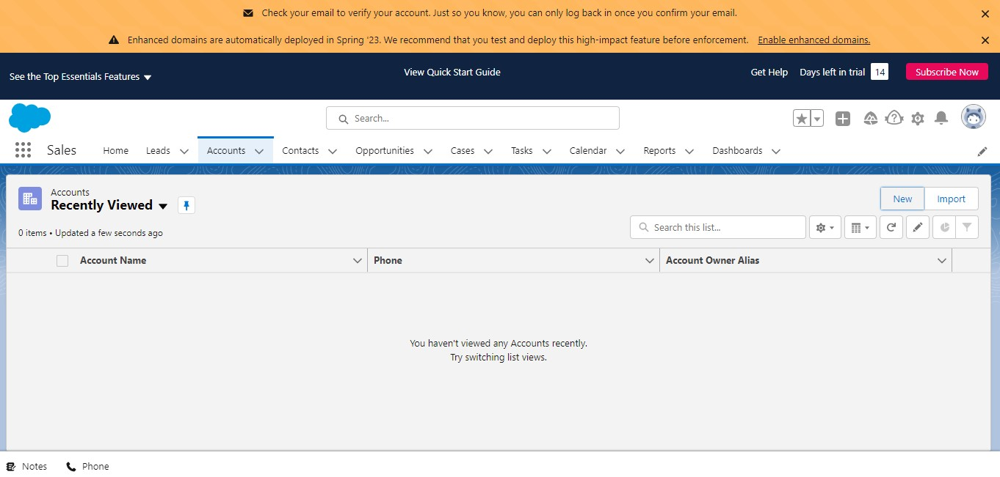 Check your email to verify your account. Just so you know, you can only log back in once you confirm your email.
Enhanced domains are automatically deployed in Spring '23. We recommend that you test and deploy this high-impact feature before enforcement. Enable enhanced domains.
See the Top Essentials Features
View Quick Start Guide
Get Help
Days left in trial 14
Subscribe Now
Search...
Sales
Home
Leads
Accounts
Contacts
Opportunities
Cases
Tasks
Calendar
Reports
Dashboards
Accounts
Recently Viewed
New
Import
0 items • Updated a few seconds ago
Search this list...
Account Name
Phone
Account Owner Alias
You haven't viewed any Accounts recently.
Try switching list views.
Notes
Phone